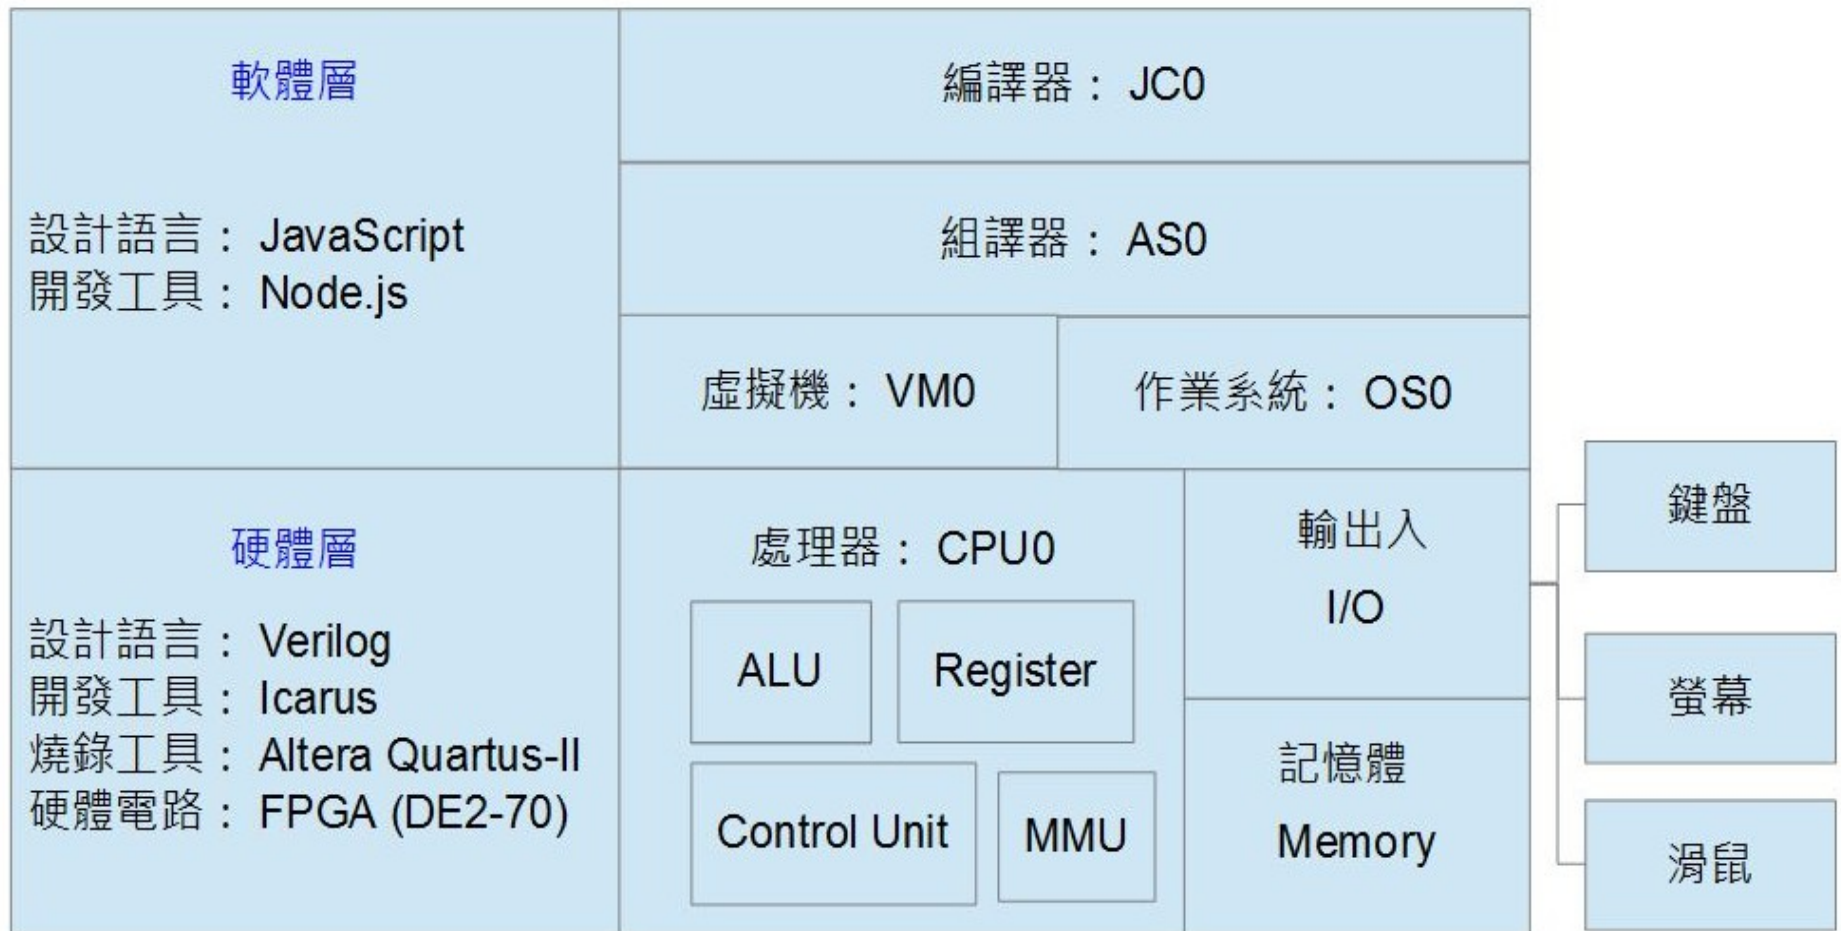 軟體層
設計語言： JavaScript
開發工具： Node.js
編譯器： JC0
組譯器： AS0
虛擬機： VM0
作業系統： OS0
硬體層
設計語言： Verilog
開發工具： Icarus
燒錄工具： Altera Quartus-II
硬體電路： FPGA (DE2-70)
處理器： CPU0
ALU
Register
Control Unit
MMU
輸出入
I/O
記憶體
Memory
鍵盤
螢幕
滑鼠